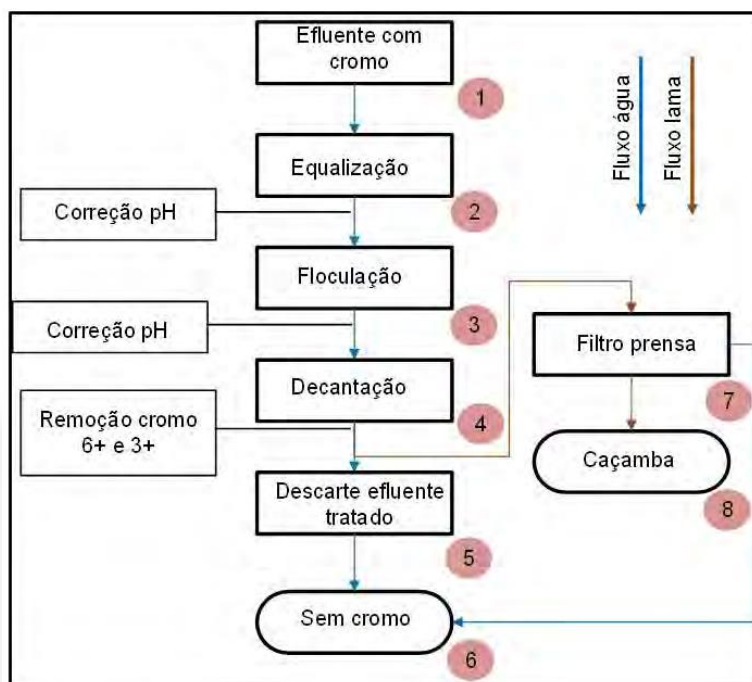 Efluente com
cromo
1
Equalização
Correção pH
2
Floculação
Correção pH
3
Decantação
Remoção cromo
6+ e 3+
4
Descarte efluente
tratado
5
Sem cromo
6
Fluxo água
Fluxo lama
Filtro prensa
7
Caçamba
8